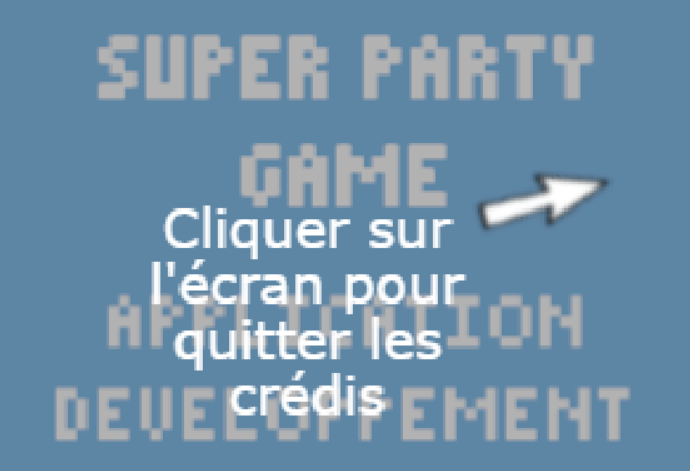 SUPER PARTY
GAME
Cliquer sur
l'écran pour
APPLICATION
quitter les
DEVELOPPEMENT
crédis